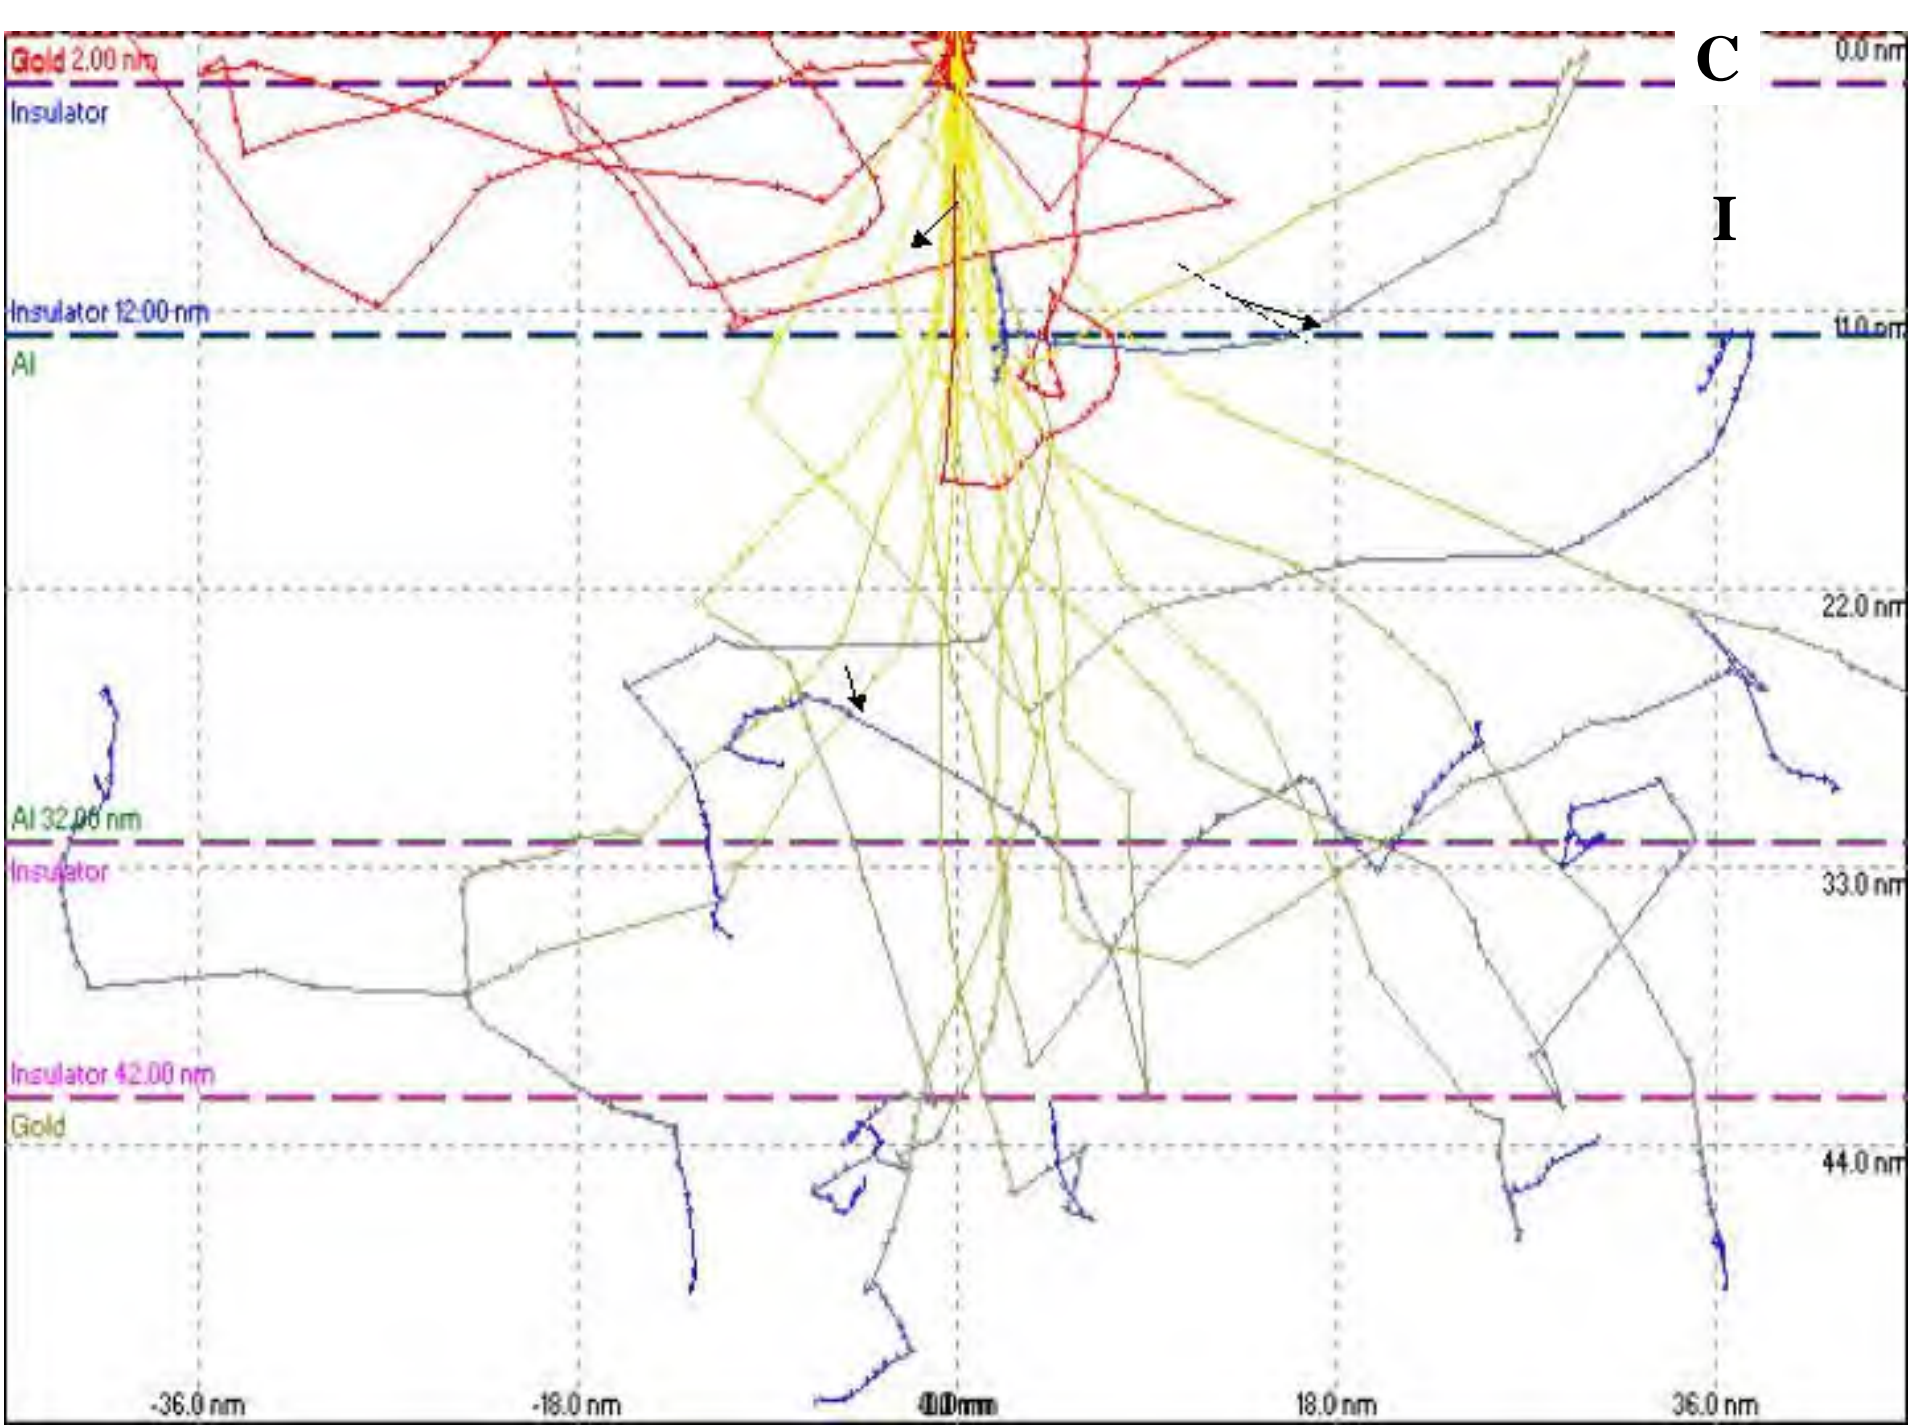 C
0.0 nm
Gold 2.00 nm
Insulator
I
Insulator 12.00 nm
11.0 nm
Al
22.0 nm
Al 32.00 nm
Insulator
33.0 nm
Insulator 42.00 nm
Gold
44.0 nm
-36.0 nm -18.0 nm 18.0 nm 36.0 nm